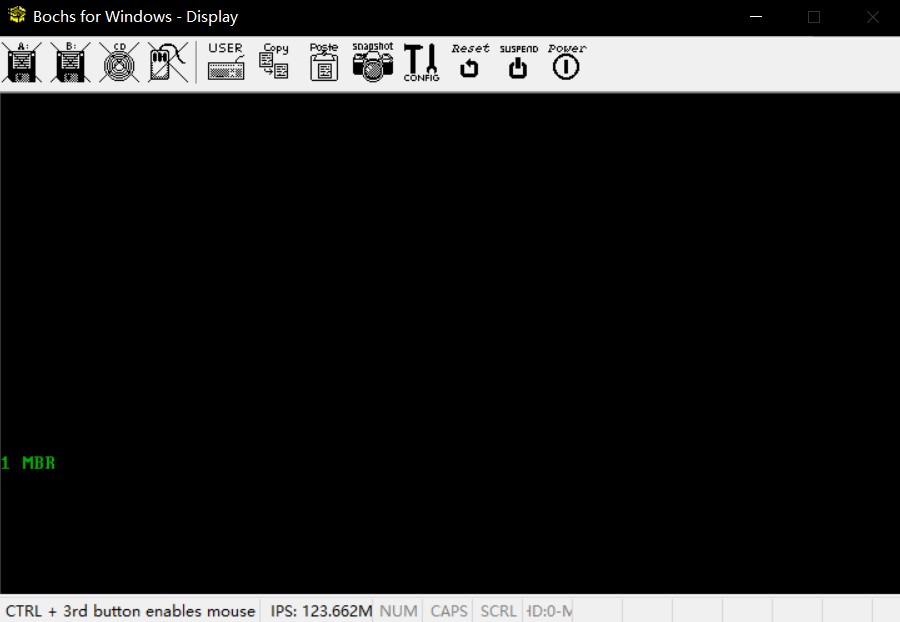 Bochs for Windows - Display
A: B: CD USER Copy Paste snapshot CONFIG Reset SUSPEND Power
1 MBR
CTRL + 3rd button enables mouse IPS: 123.662M NUM CAPS SCRL HD:0-M